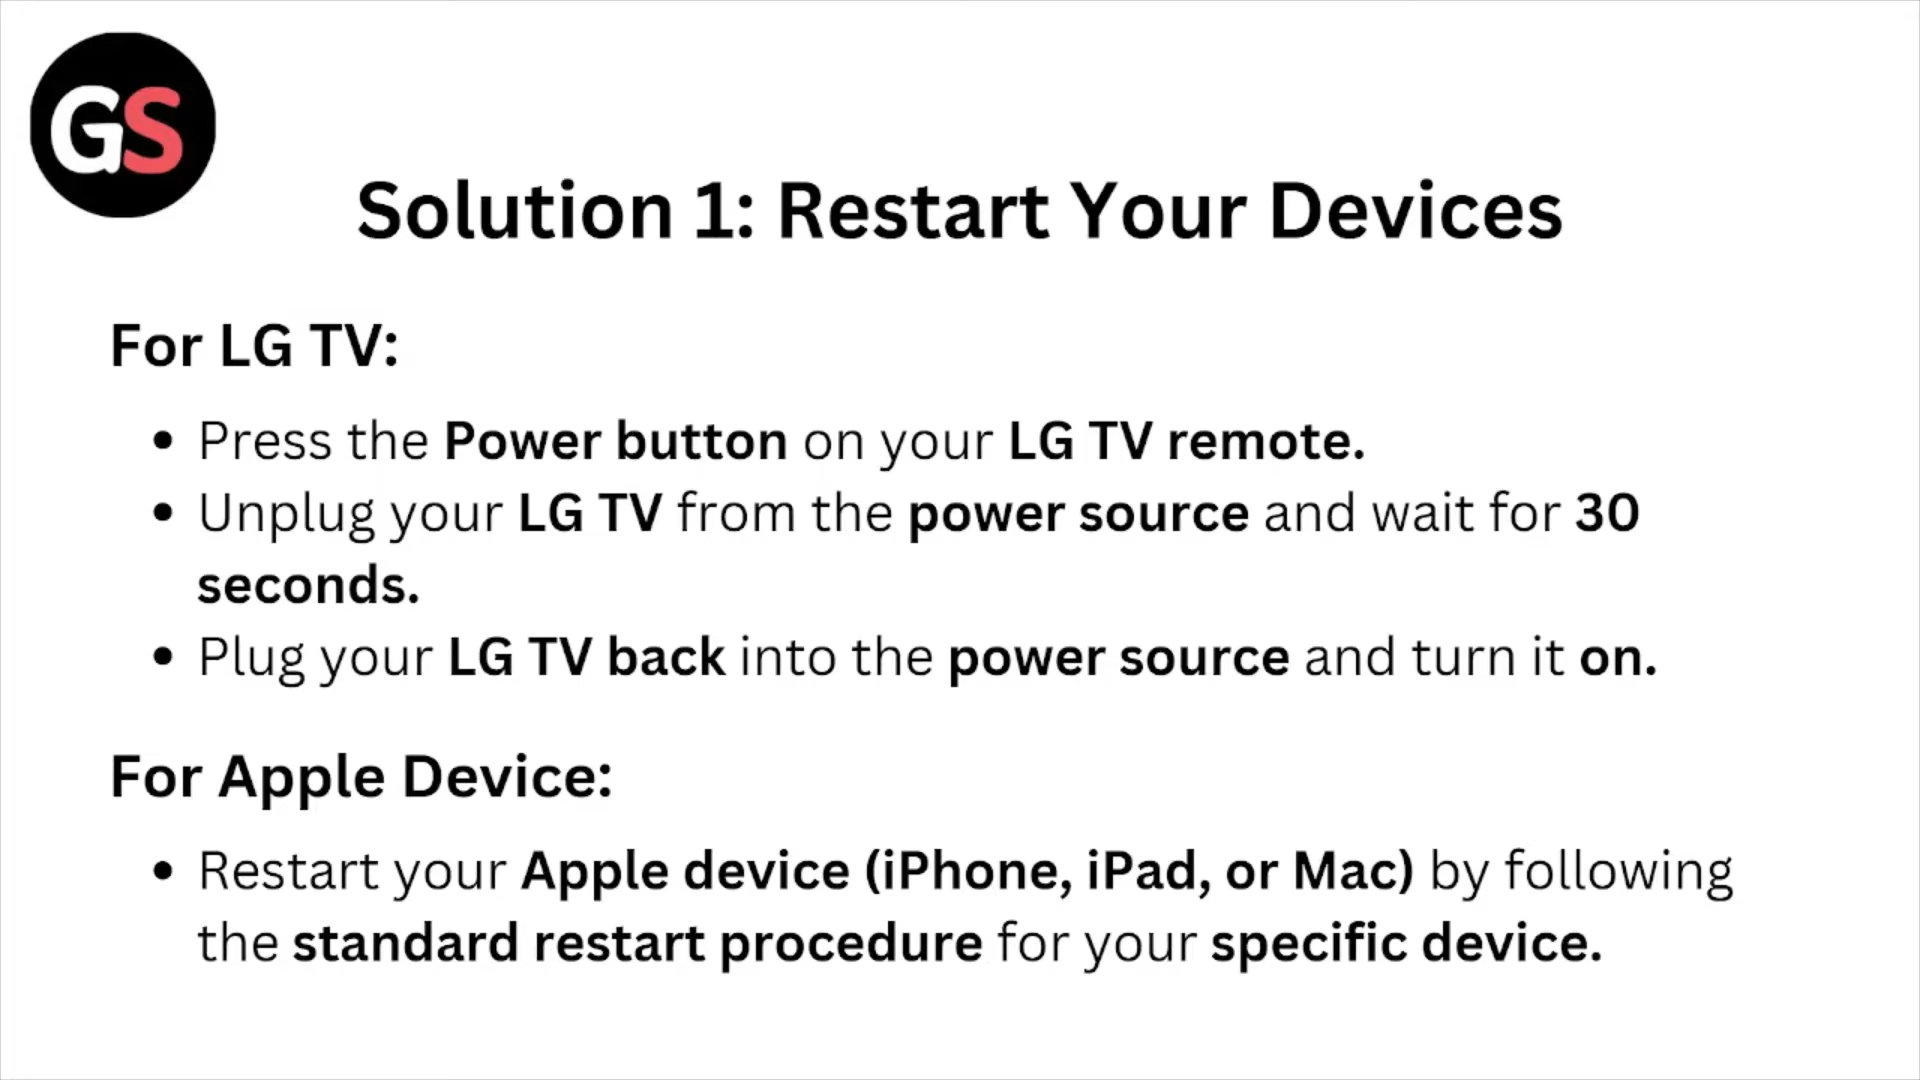 GS
Solution 1: Restart Your Devices
For LG TV:
• Press the Power button on your LG TV remote.
• Unplug your LG TV from the power source and wait for 30
seconds.
• Plug your LG TV back into the power source and turn it on.
For Apple Device:
• Restart your Apple device (iPhone, iPad, or Mac) by following
the standard restart procedure for your specific device.